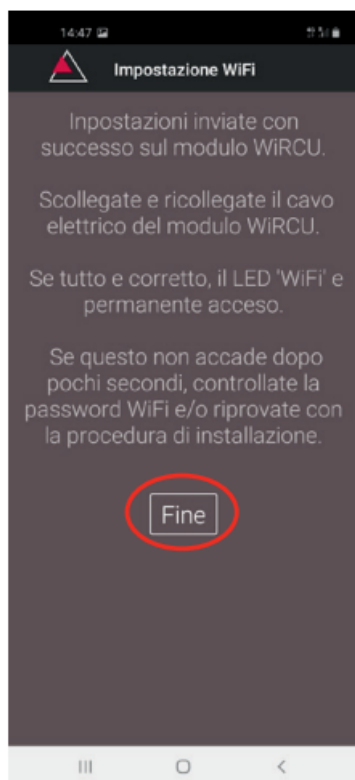 14:47
Impostazione WiFi
Inpostazioni inviate con
successo sul modulo WiRCU.
Scollegate e ricollegate il cavo
elettrico del modulo WiRCU.
Se tutto e corretto, il LED 'WiFi' e
permanente acceso.
Se questo non accade dopo
pochi secondi, controllate la
password WiFi e/o riprovate con
la procedura di installazione.
Fine